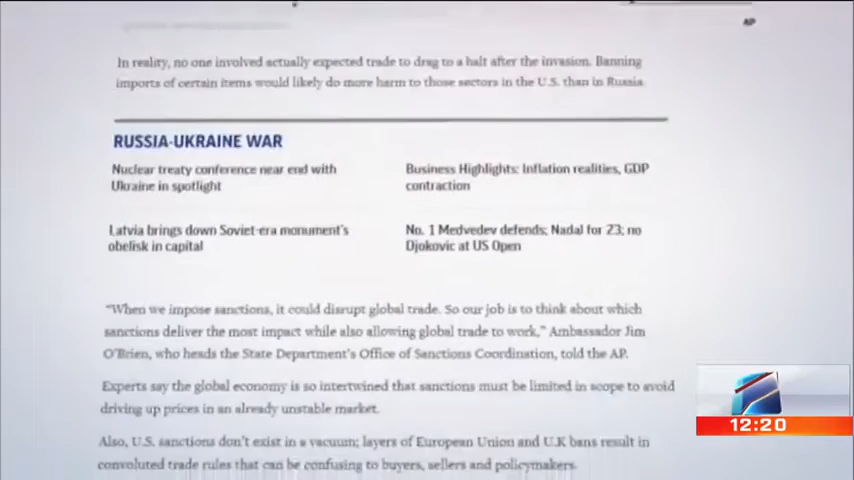 AP
In reality, no one involved actually expected trade to drag to a halt after the invasion. Banning
imports of certain items would likely do more harm to those sectors in the U.S. than in Russia.
RUSSIA-UKRAINE WAR
Nuclear treaty conference near end with
Ukraine in spotlight
Business Highlights: Inflation realities, GDP
contraction
Latvia brings down Soviet-era monument's
obelisk in capital
No. 1 Medvedev defends; Nadal for 23; no
Djokovic at US Open
“When we impose sanctions, it could disrupt global trade. So our job is to think about which
sanctions deliver the most impact while also allowing global trade to work,” Ambassador Jim
O'Brien, who heads the State Department's Office of Sanctions Coordination, told the AP.
Experts say the global economy is so intertwined that sanctions must be limited in scope to avoid
driving up prices in an already unstable market.
Also, U.S. sanctions don't exist in a vacuum; layers of European Union and U.K bans result in
convoluted trade rules that can be confusing to buyers, sellers and policymakers.
12:20